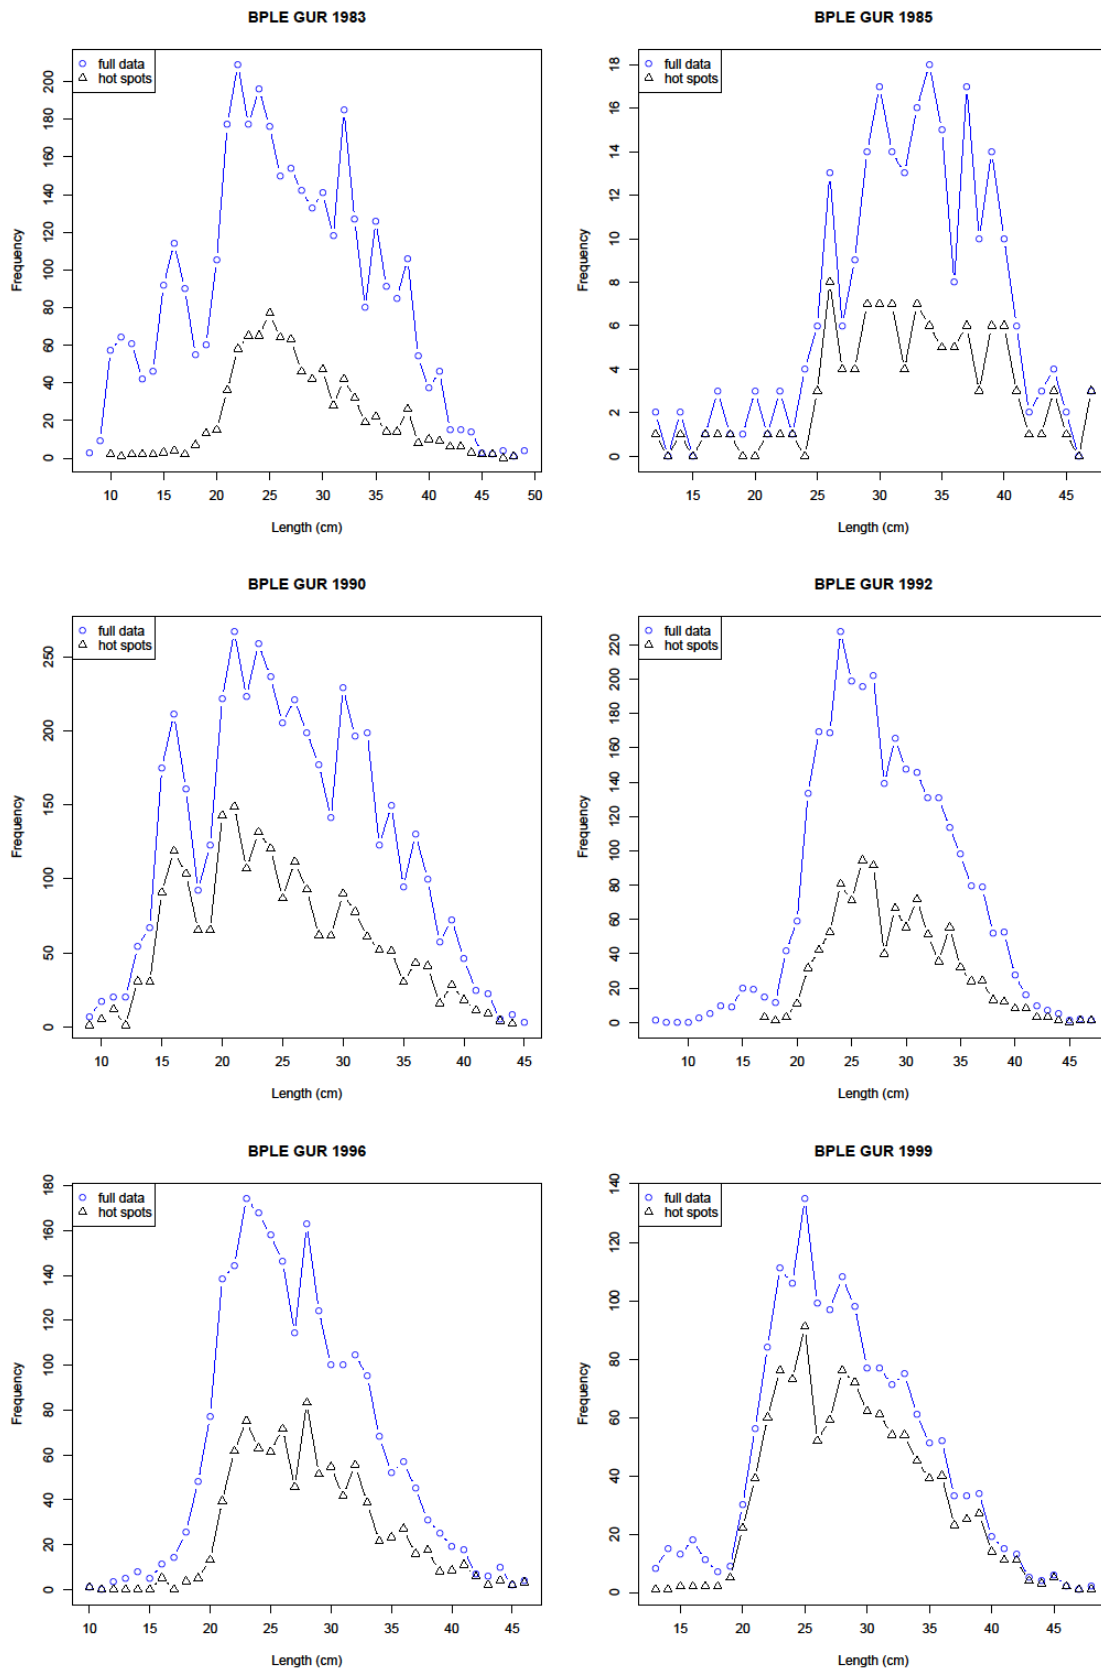 BPLE GUR 1983
full data
hot spots
Frequency
0 20 40 60 80 100 120 140 160 180 200
10 15 20 25 30 35 40 45 50
Length (cm)
BPLE GUR 1985
full data
hot spots
Frequency
0 2 4 6 8 10 12 14 16 18
15 20 25 30 35 40 45
Length (cm)
BPLE GUR 1990
full data
hot spots
Frequency
0 50 100 150 200 250
10 15 20 25 30 35 40 45
Length (cm)
BPLE GUR 1992
full data
hot spots
Frequency
0 20 40 60 80 100 120 140 160 180 200 220
10 15 20 25 30 35 40 45
Length (cm)
BPLE GUR 1996
full data
hot spots
Frequency
0 20 40 60 80 100 120 140 160 180
10 15 20 25 30 35 40 45
Length (cm)
BPLE GUR 1999
full data
hot spots
Frequency
0 20 40 60 80 100 120 140
15 20 25 30 35 40 45
Length (cm)